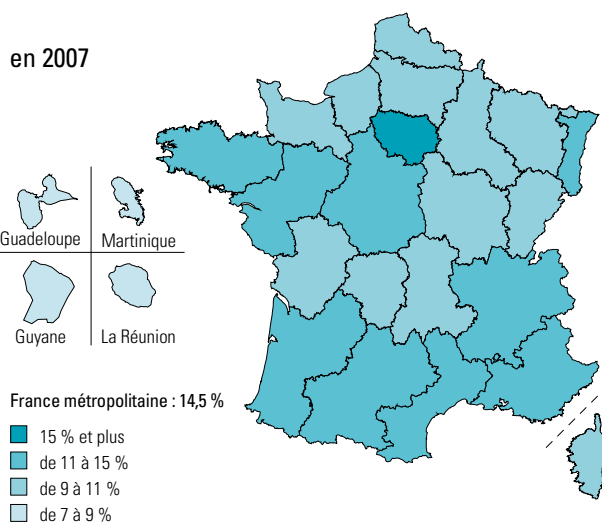 en 2007
Guadeloupe
Martinique
Guyane
La Réunion
France métropolitaine : 14,5 %
15 % et plus
de 11 à 15 %
de 9 à 11 %
de 7 à 9 %